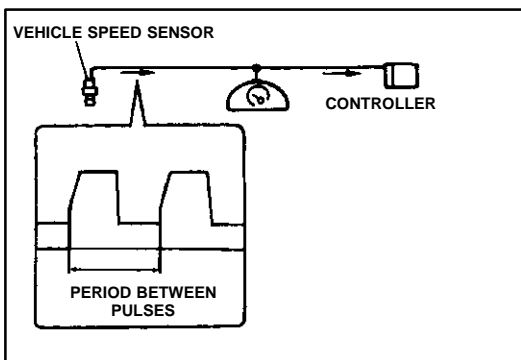 VEHICLE SPEED SENSOR
CONTROLLER
PERIOD BETWEEN
PULSES